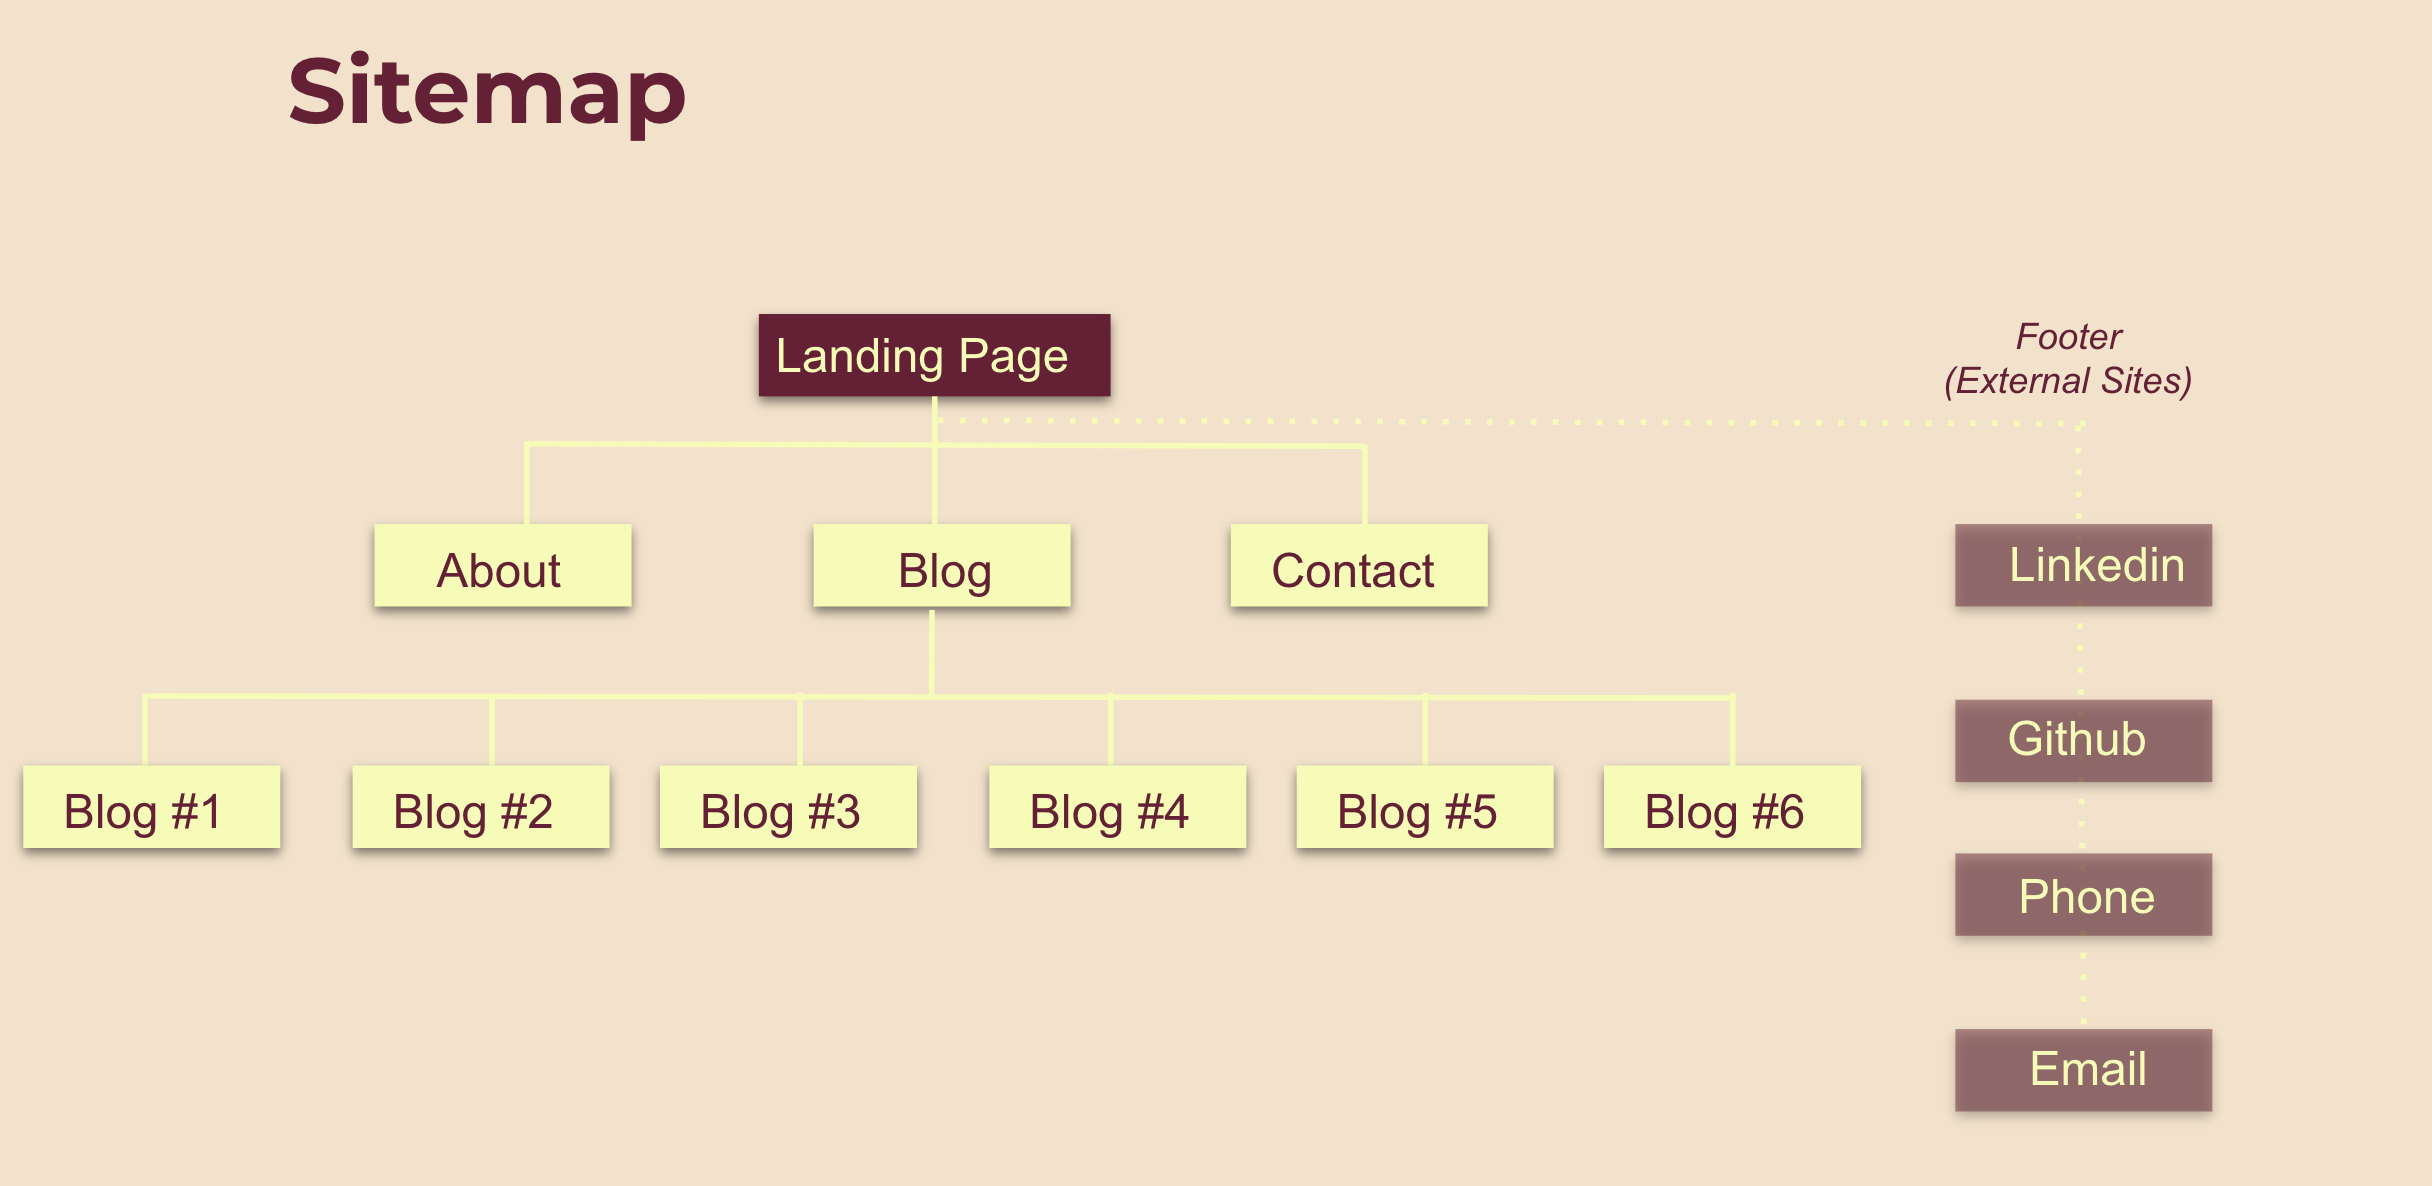 Sitemap
Landing Page
Footer
(External Sites)
About
Blog
Contact
Linkedin
Github
Blog #1
Blog #2
Blog #3
Blog #4
Blog #5
Blog #6
Phone
Email